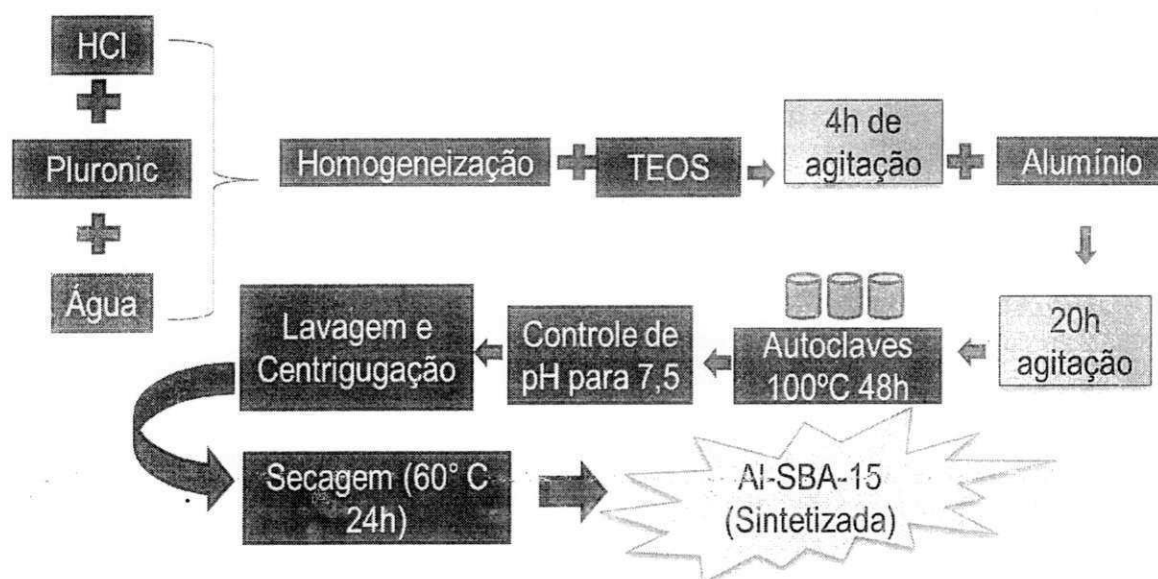 HCl
Pluronic
Água
Homogeneização
TEOS
4h de
agitação
Alumínio
20h
agitação
Autoclaves
100ºC 48h
Controle de
pH para 7,5
Lavagem e
Centrigugação
Secagem (60° C
24h)
Al-SBA-15
(Sintetizada)